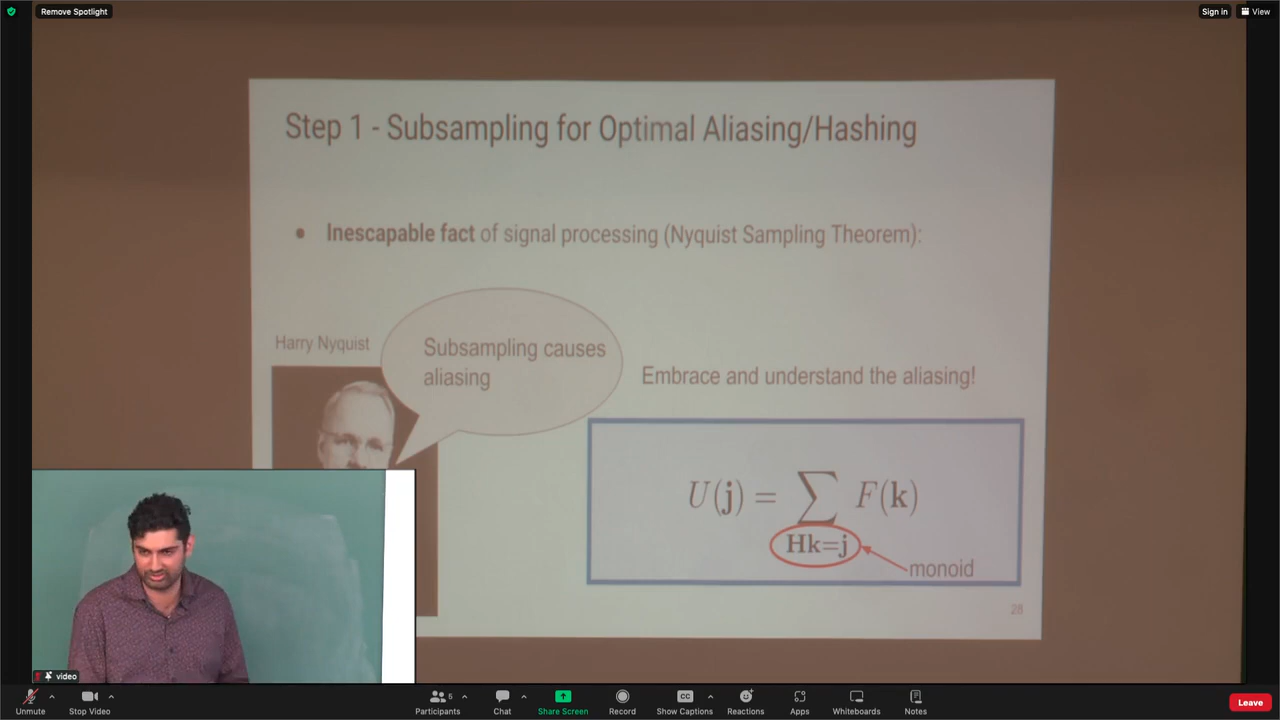 Remove Spotlight
Sign in
View
Step 1 - Subsampling for Optimal Aliasing/Hashing
• Inescapable fact of signal processing (Nyquist Sampling Theorem):
Harry Nyquist
Subsampling causes
aliasing
Embrace and understand the aliasing!
U(j) = ∑ F(k)
Hk=j
monoid
28
video
Unmute
Stop Video
Participants
5
Chat
Share Screen
Record
CC
Show Captions
Reactions
Apps
Whiteboards
Notes
Leave